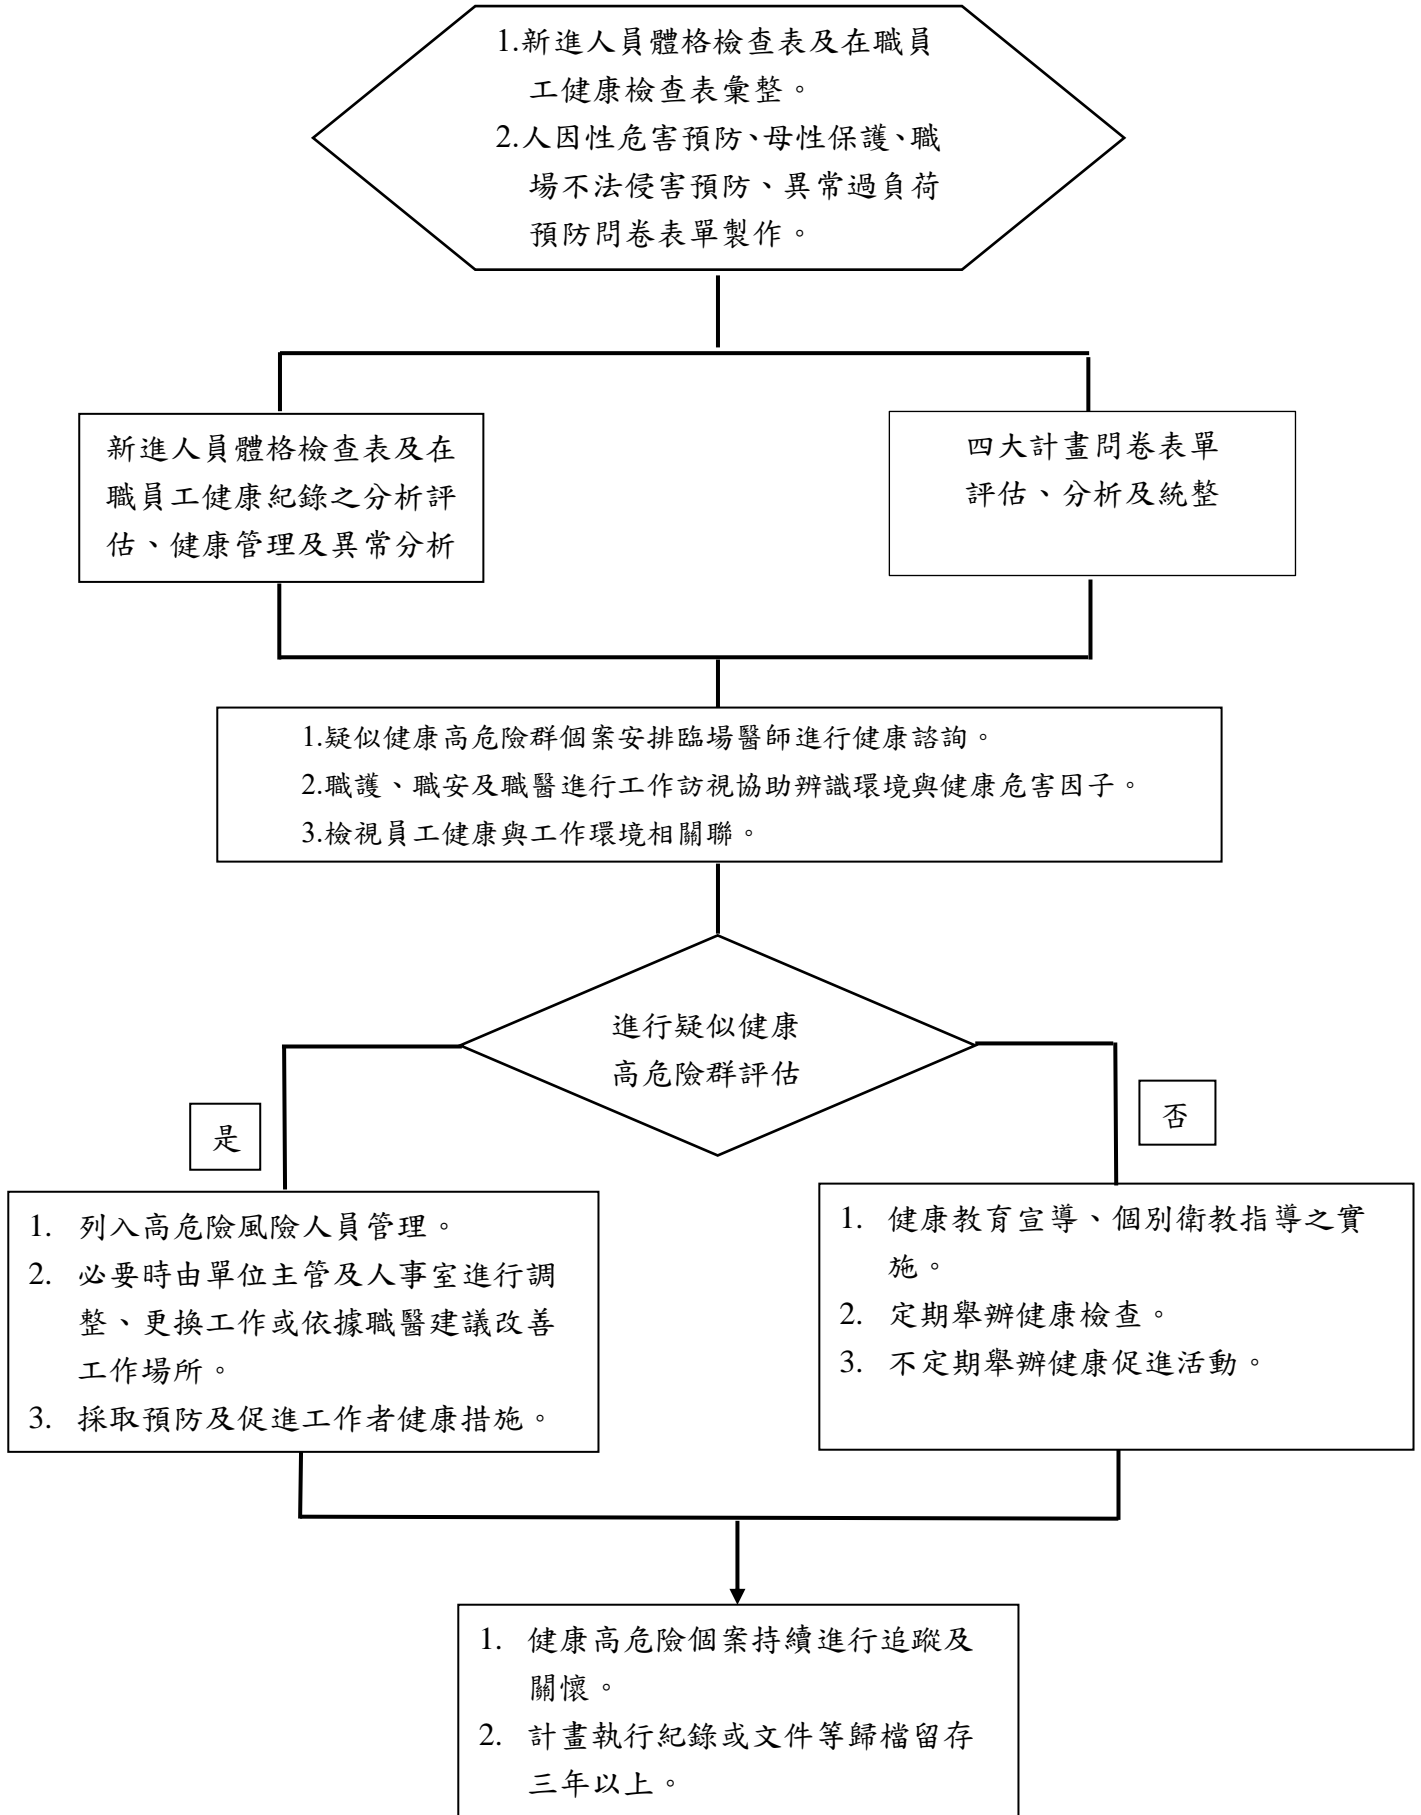 1.新進人員體格檢查表及在職員
工健康檢查表彙整。
2.人因性危害預防、母性保護、職
場不法侵害預防、異常過負荷
預防問卷表單製作。
新進人員體格檢查表及在
職員工健康紀錄之分析評
估、健康管理及異常分析
四大計畫問卷表單
評估、分析及統整
1.疑似健康高危險群個案安排臨場醫師進行健康諮詢。
2.職護、職安及職醫進行工作訪視協助辨識環境與健康危害因子。
3.檢視員工健康與工作環境相關聯。
進行疑似健康
高危險群評估
是
否
1. 列入高危險風險人員管理。
2. 必要時由單位主管及人事室進行調
整、更換工作或依據職醫建議改善
工作場所。
3. 採取預防及促進工作者健康措施。
1. 健康教育宣導、個別衛教指導之實
施。
2. 定期舉辦健康檢查。
3. 不定期舉辦健康促進活動。
1. 健康高危險個案持續進行追蹤及
關懷。
2. 計畫執行紀錄或文件等歸檔留存
三年以上。